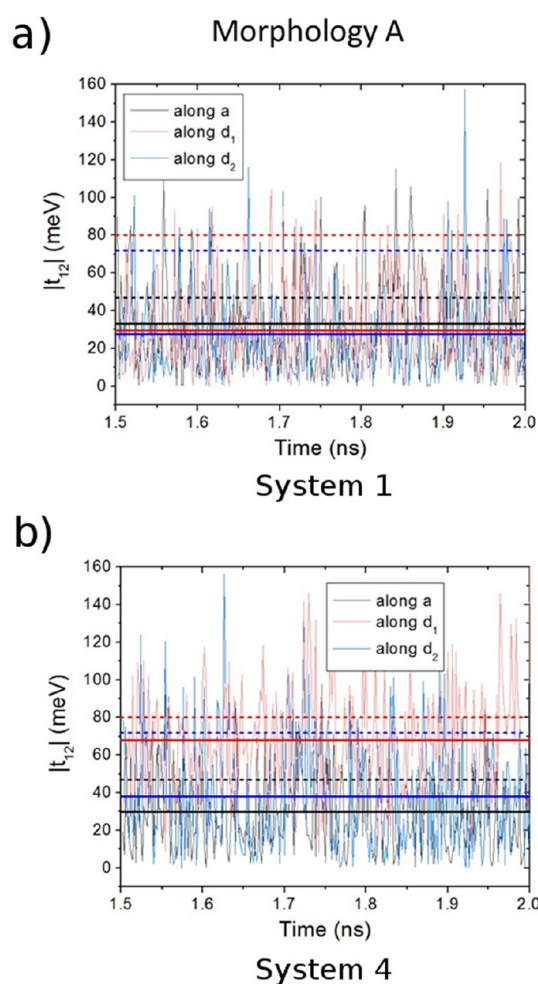 a)
Morphology A
160
140
120
100
80
60
40
20
0
|t₁₂| (meV)
along a
along d₁
along d₂
1.5 1.6 1.7 1.8 1.9 2.0
Time (ns)
System 1
b)
160
140
120
100
80
60
40
20
0
|t₁₂| (meV)
along a
along d₁
along d₂
1.5 1.6 1.7 1.8 1.9 2.0
Time (ns)
System 4